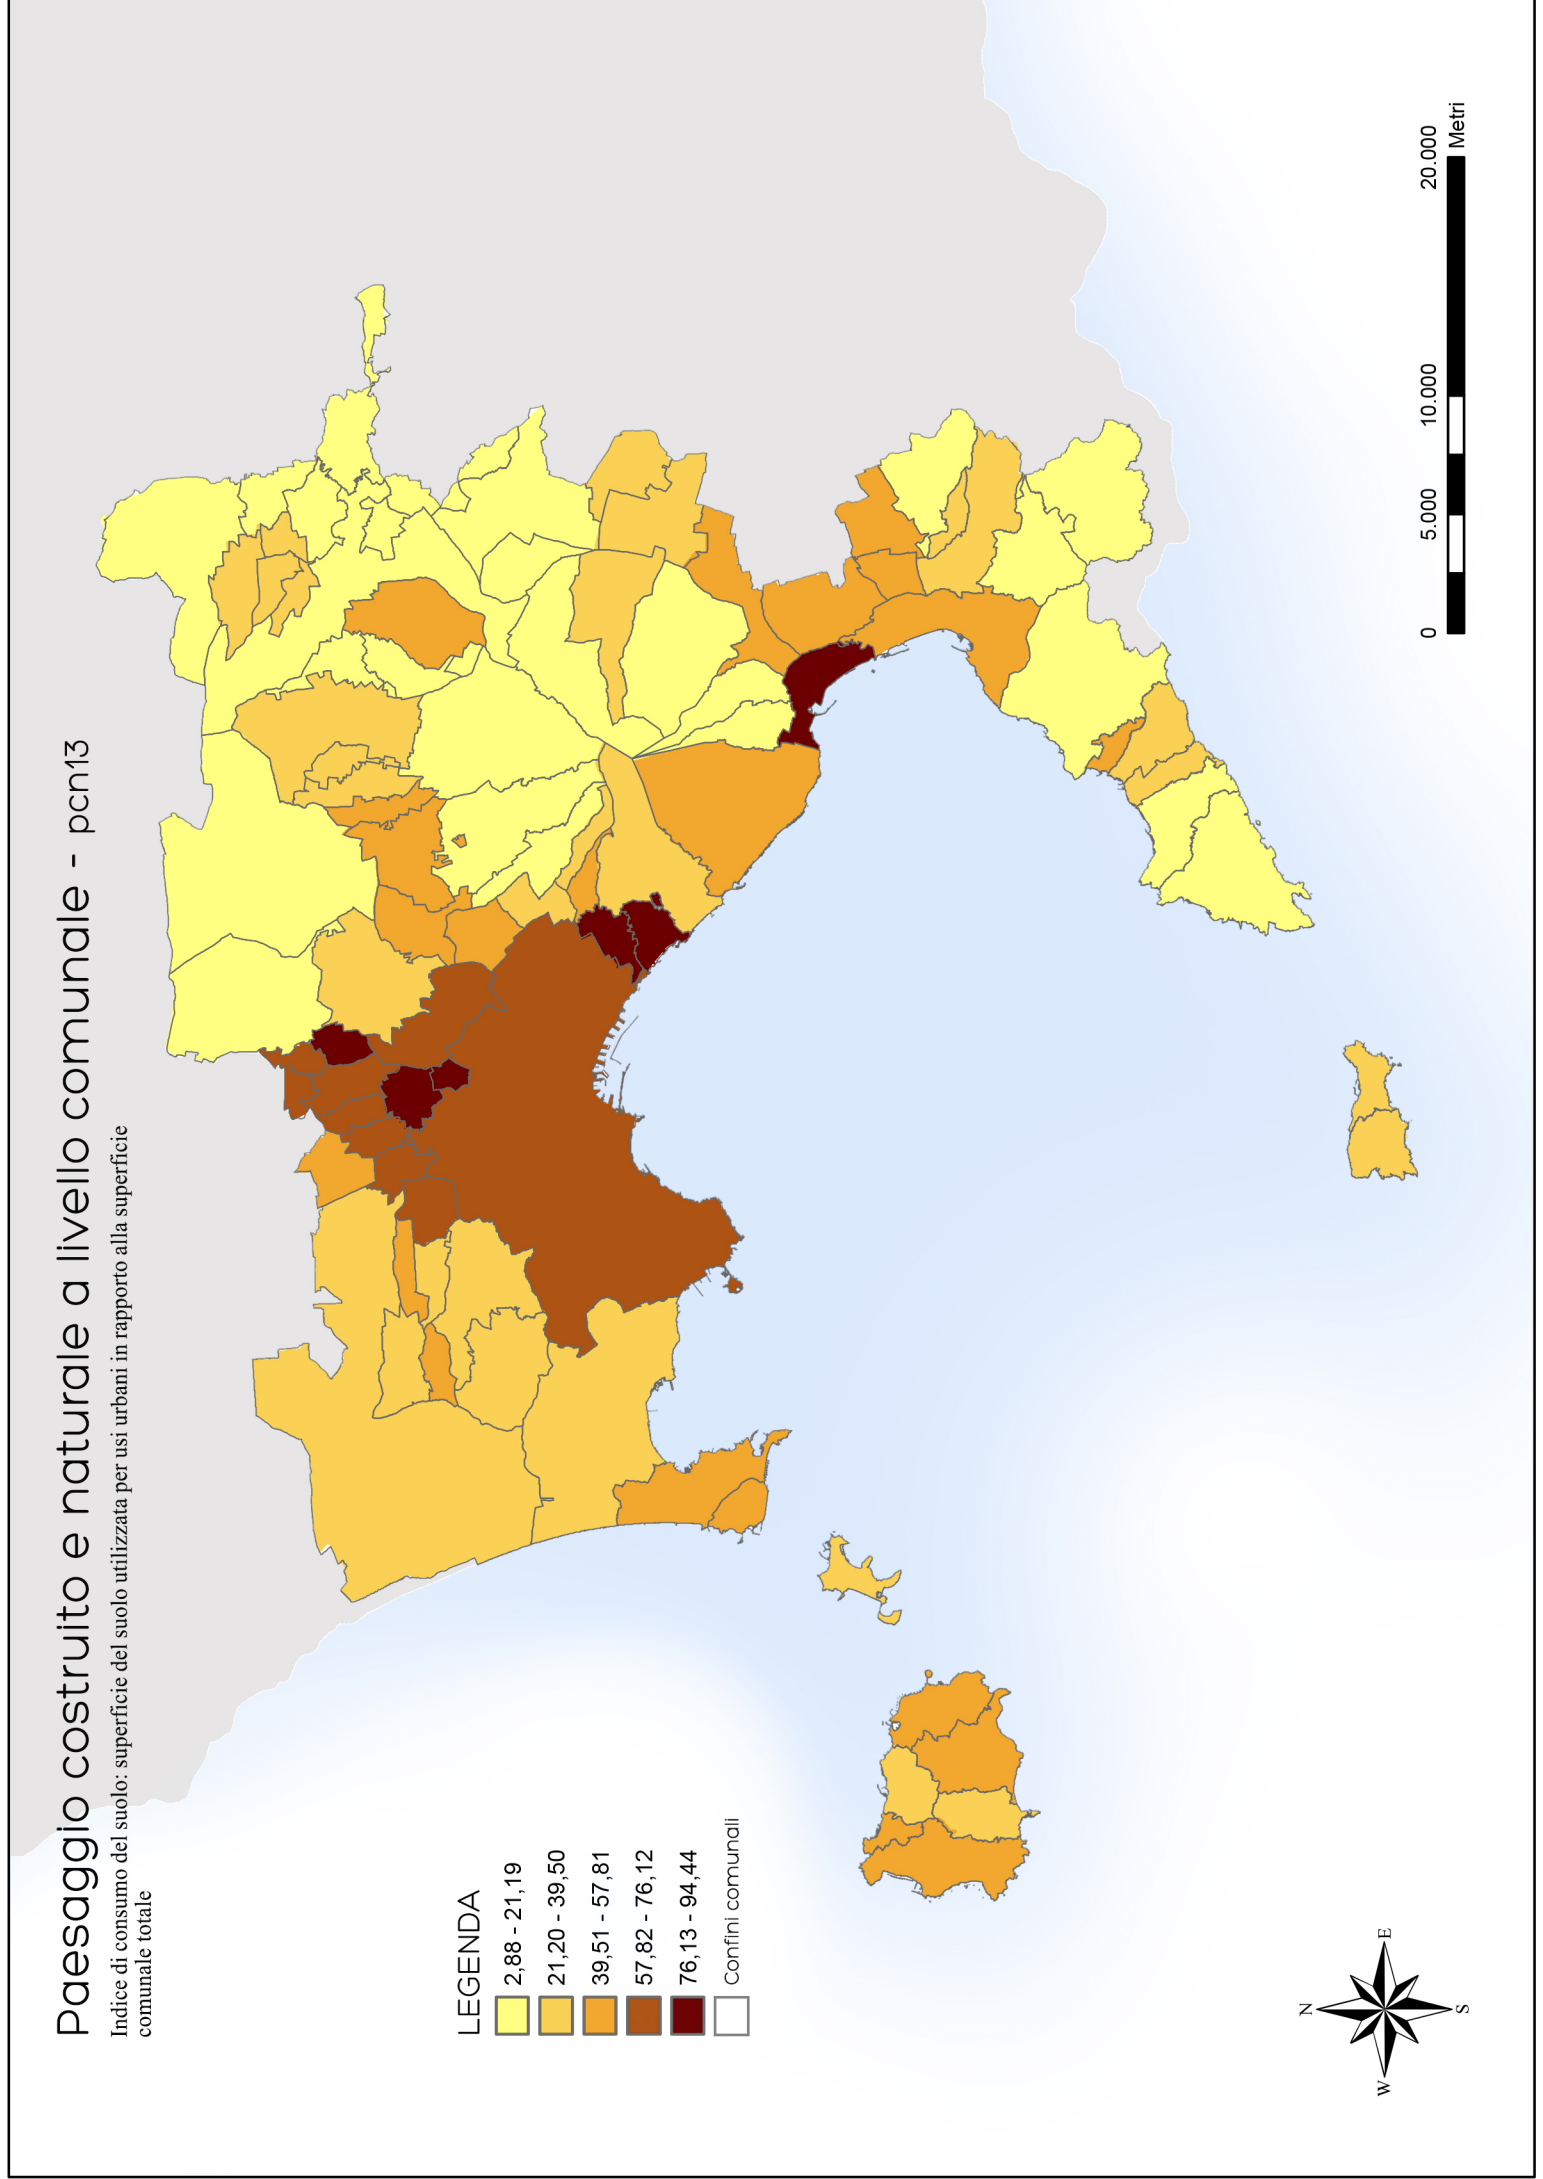 Paesaggio costruito e naturale a livello comunale - pcn13
Indice di consumo del suolo: superficie del suolo utilizzata per usi urbani in rapporto alla superficie
comunale totale
LEGENDA
2,88 - 21,19
21,20 - 39,50
39,51 - 57,81
57,82 - 76,12
76,13 - 94,44
Confini comunali
N
W
E
S
0
5.000
10.000
20.000
Metri